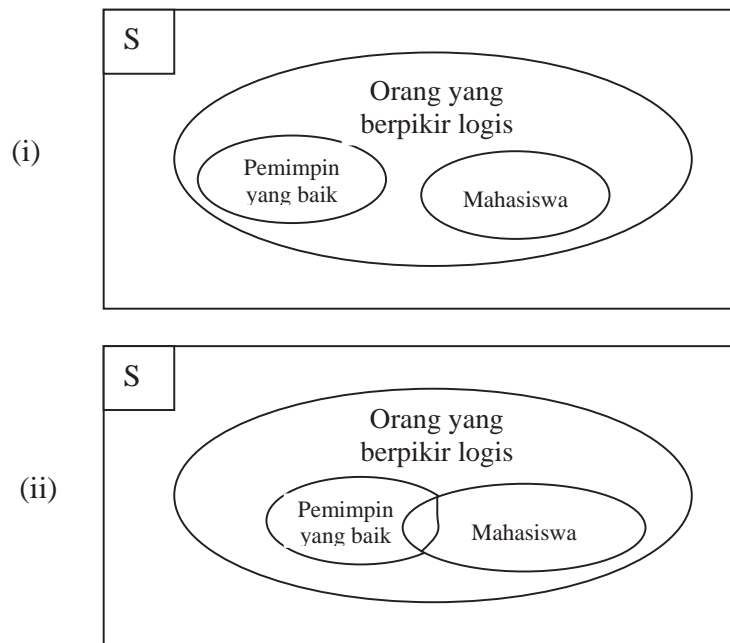 S
Orang yang
berpikir logis
(i)
Pemimpin
yang baik
Mahasiswa
S
Orang yang
berpikir logis
(ii)
Pemimpin
yang baik
Mahasiswa